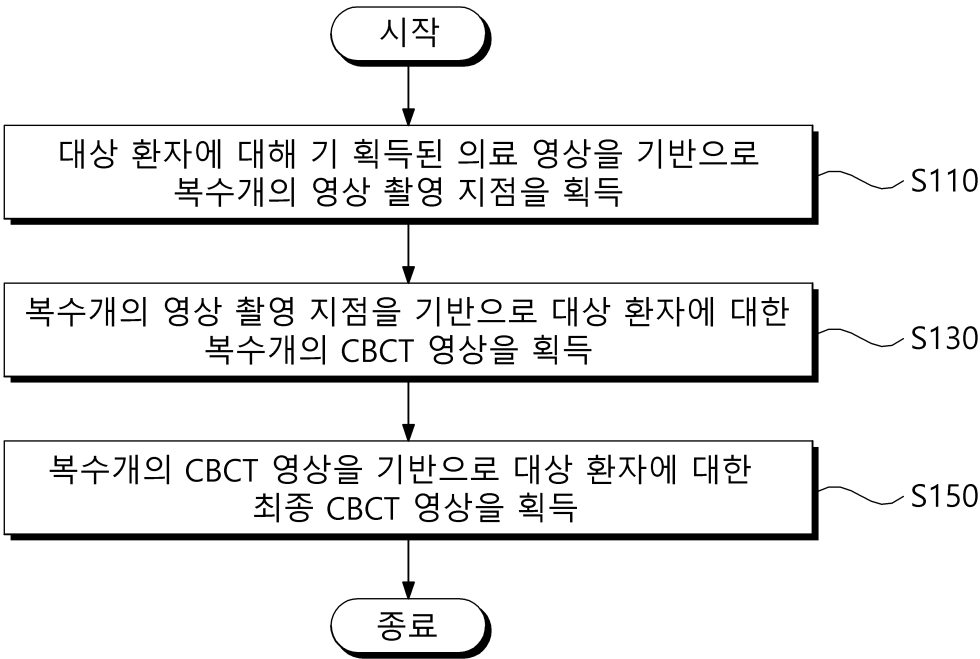 시작
대상 환자에 대해 기 획득된 의료 영상을 기반으로
복수개의 영상 촬영 지점을 획득
S110
복수개의 영상 촬영 지점을 기반으로 대상 환자에 대한
복수개의 CBCT 영상을 획득
S130
복수개의 CBCT 영상을 기반으로 대상 환자에 대한
최종 CBCT 영상을 획득
S150
종료